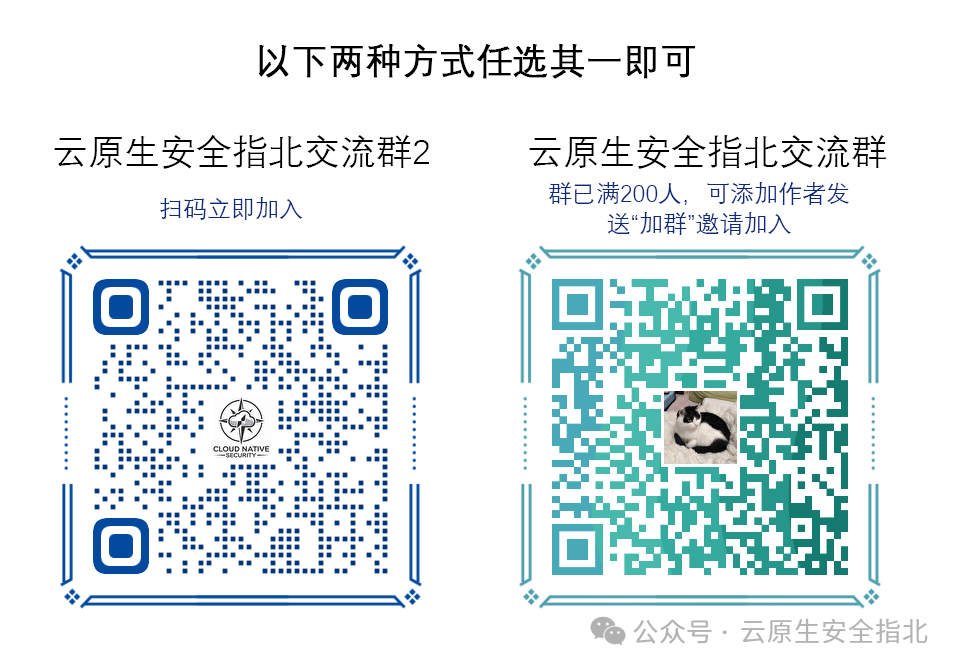 以下两种方式任选其一即可
云原生安全指北交流群2
扫码立即加入
云原生安全指北交流群
群已满200人，可添加作者发
送“加群”邀请加入
CLOUD NATIVE
SECURITY
公众号 · 云原生安全指北